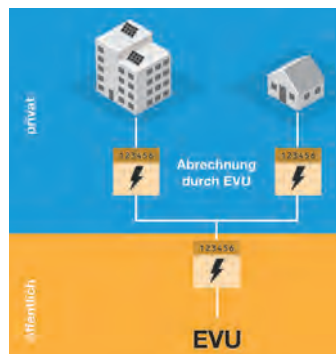 privat
123456
Abrechnung
durch EVU
123456
123456
öffentlich
EVU